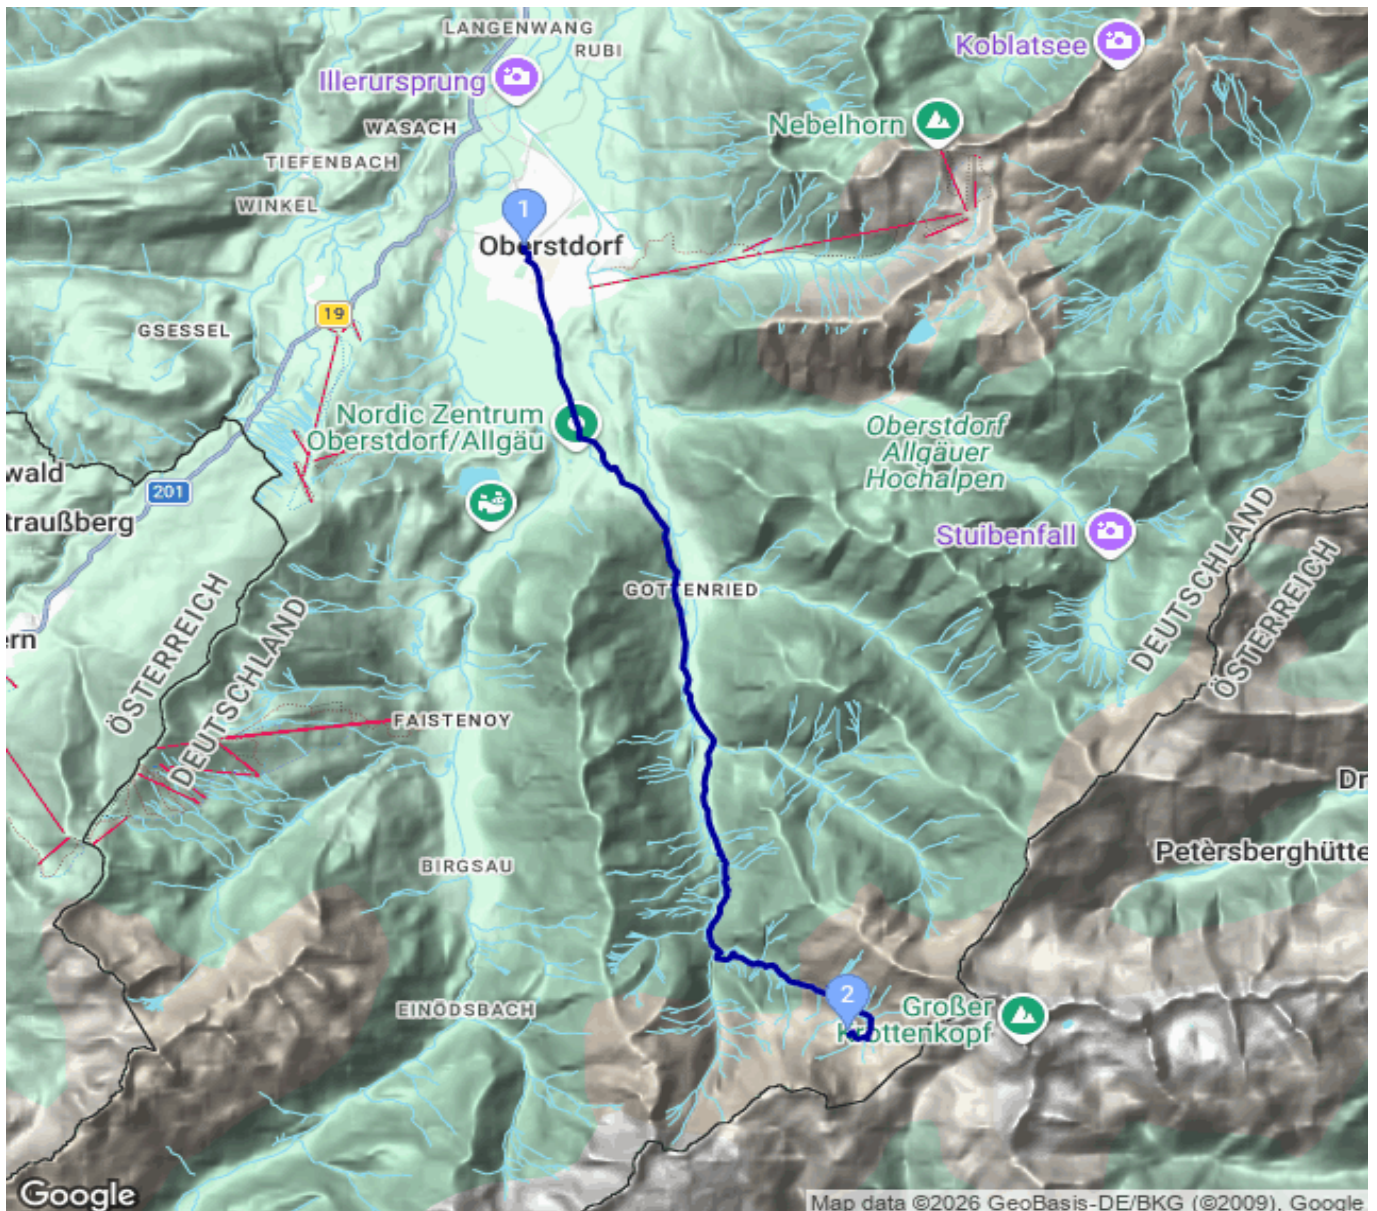 LANGENWANG
RUBI
Koblatsee
Illerursprung
Nebelhorn
WASACH
TIEFENBACH
WINKEL
1
Oberstdorf
19
GSESSEL
Nordic Zentrum
Oberstdorf/Allgäu
Oberstdorf
Allgäuer
Hochalpen
wald
201
traußberg
Stuibenfall
DEUTSCHLAND
ÖSTERREICH
GOTTENRIED
ÖSTERREICH
DEUTSCHLAND
ern
FAISTENOY
Dr
Petersberghütte
BIRGSAU
2
EINÖDSBACH
Großer
Krottenkopf
Google
Map data ©2026 GeoBasis-DE/BKG (©2009), Google